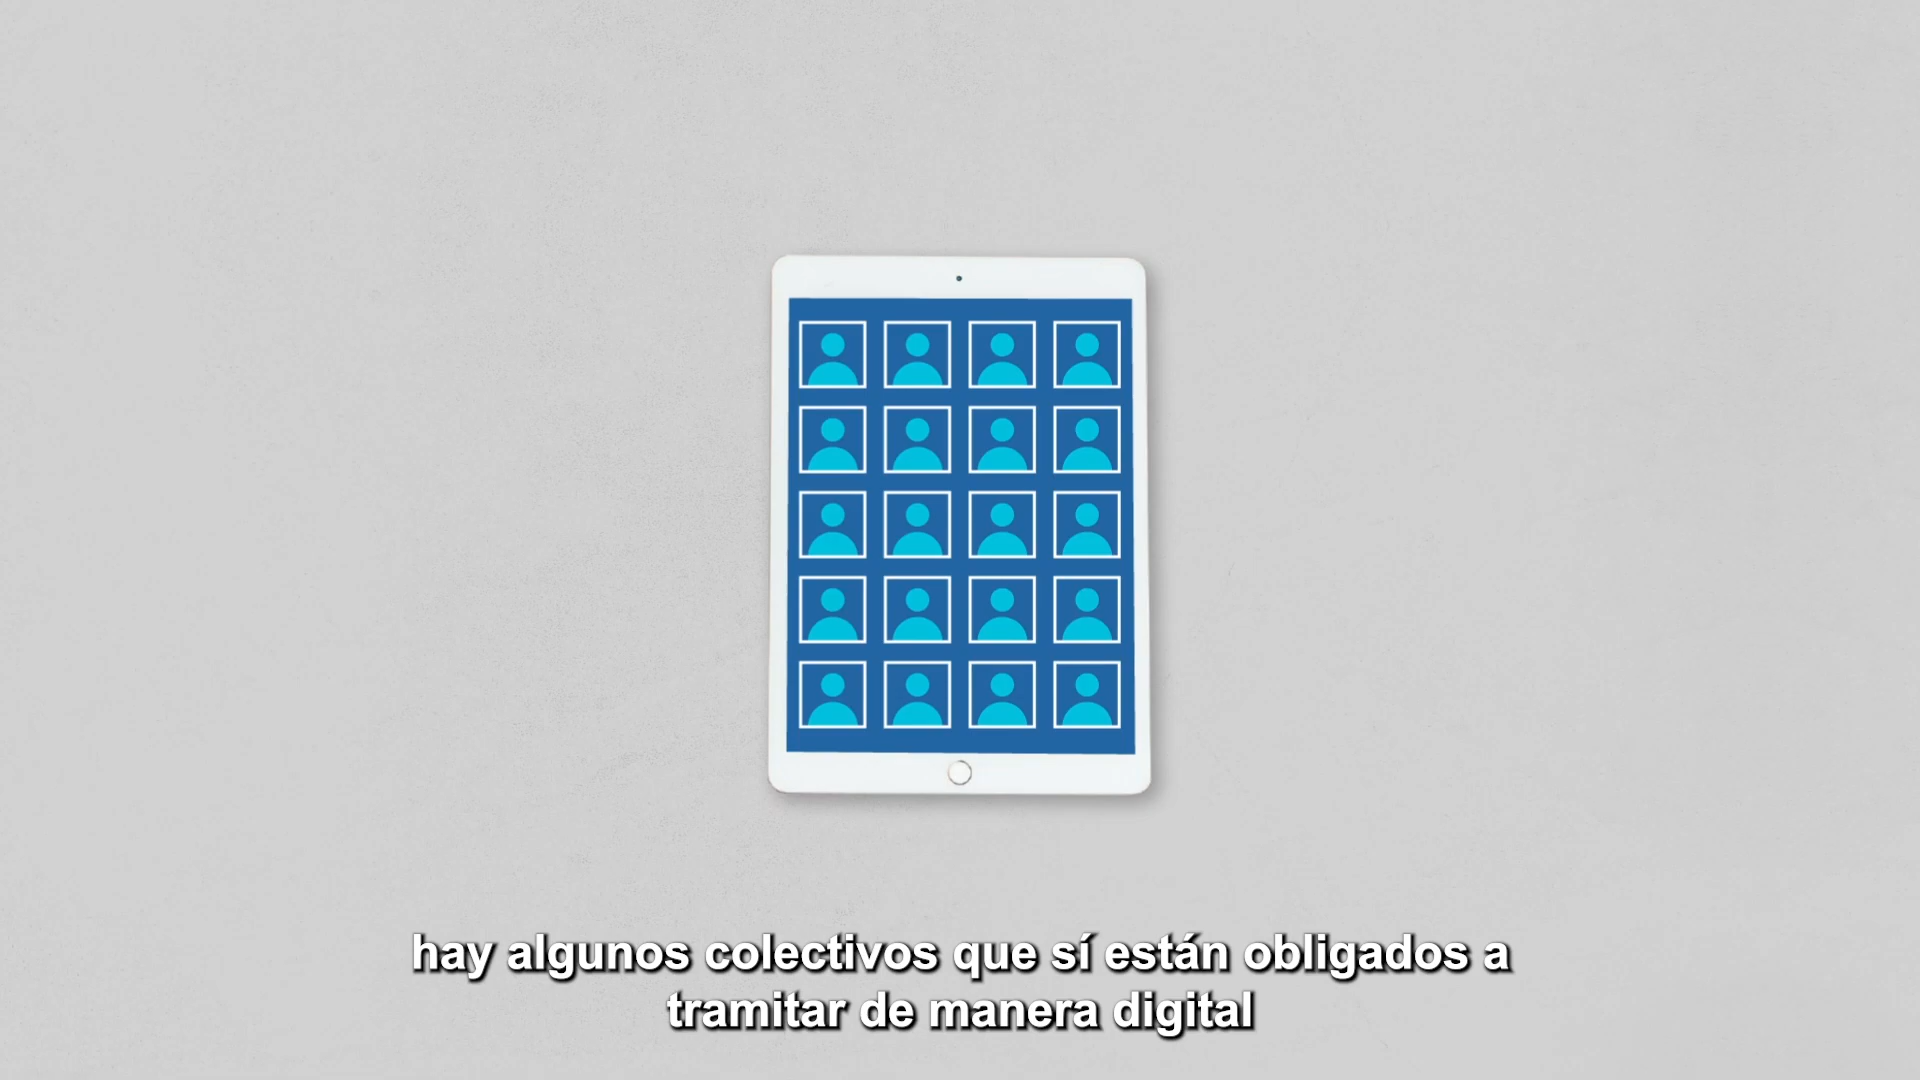 hay algunos colectivos que sí están obligados a
tramitar de manera digital